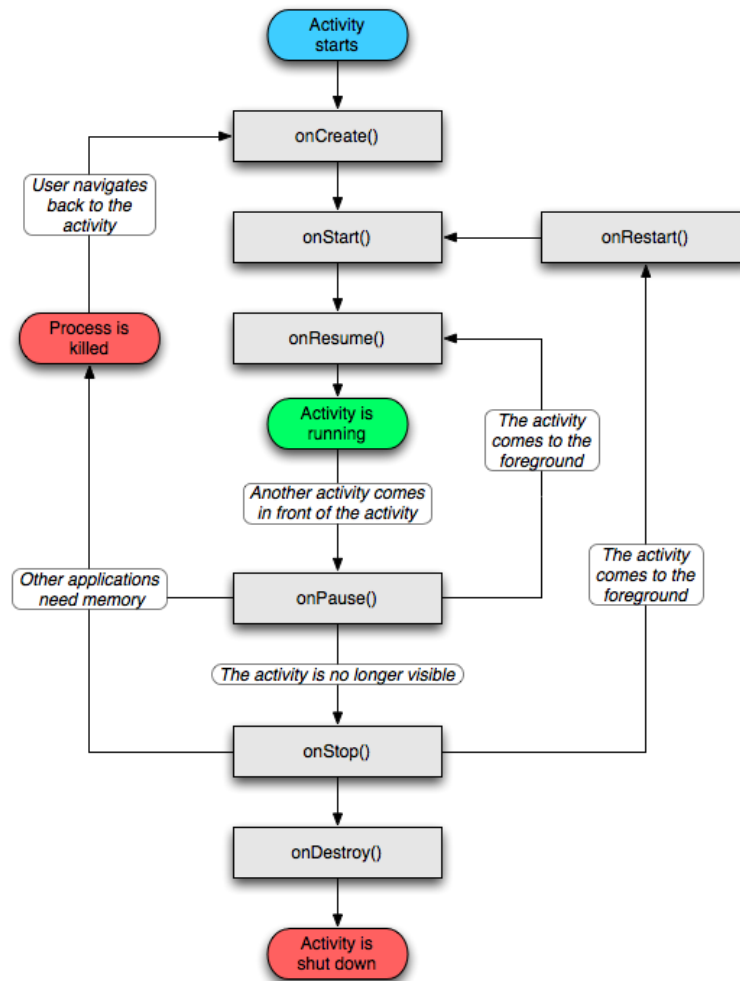 Activity
starts
onCreate()
User navigates
back to the
activity
onStart()
onRestart()
Process is
killed
onResume()
Activity is
running
The activity
comes to the
foreground
Another activity comes
in front of the activity
Other applications
need memory
onPause()
The activity
comes to the
foreground
The activity is no longer visible
onStop()
onDestroy()
Activity is
shut down